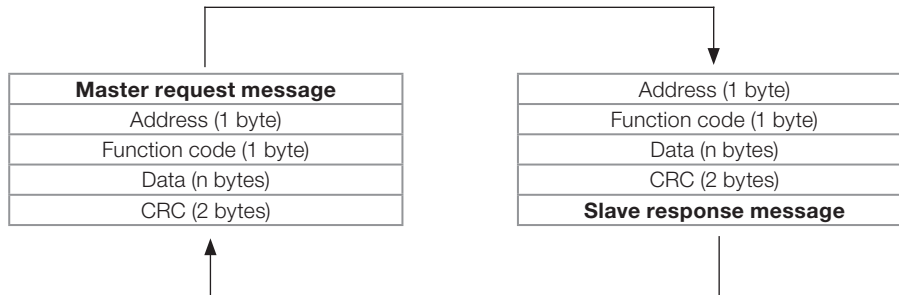 Master request message
Address (1 byte)
Function code (1 byte)
Data (n bytes)
CRC (2 bytes)
Address (1 byte)
Function code (1 byte)
Data (n bytes)
CRC (2 bytes)
Slave response message